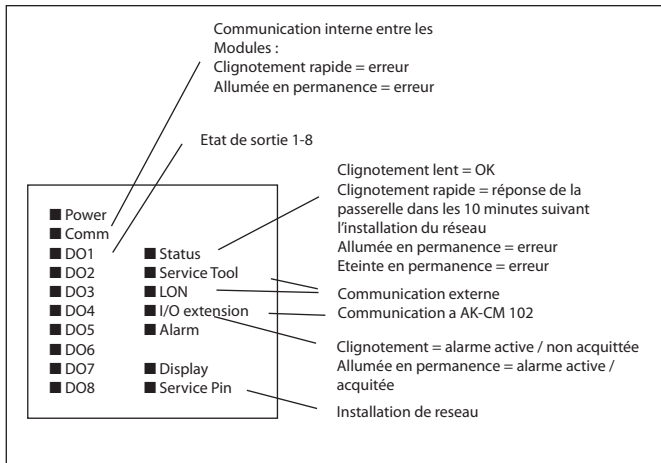 Communication interne entre les
Modules :
Clignotement rapide = erreur
Allumée en permanence = erreur
Etat de sortie 1-8
Clignotement lent = OK
Clignotement rapide = réponse de la
passerelle dans les 10 minutes suivant
l'installation du réseau
Allumée en permanence = erreur
Eteinte en permanence = erreur
Communication externe
Communication a AK-CM 102
Clignotement = alarme active / non acquittée
Allumée en permanence = alarme active /
acquitée
Installation de reseau
■ Power
■ Comm
■ DO1
■ DO2
■ DO3
■ DO4
■ DO5
■ DO6
■ DO7
■ DO8
■ Status
■ Service Tool
■ LON
■ I/O extension
■ Alarm
■ Display
■ Service Pin